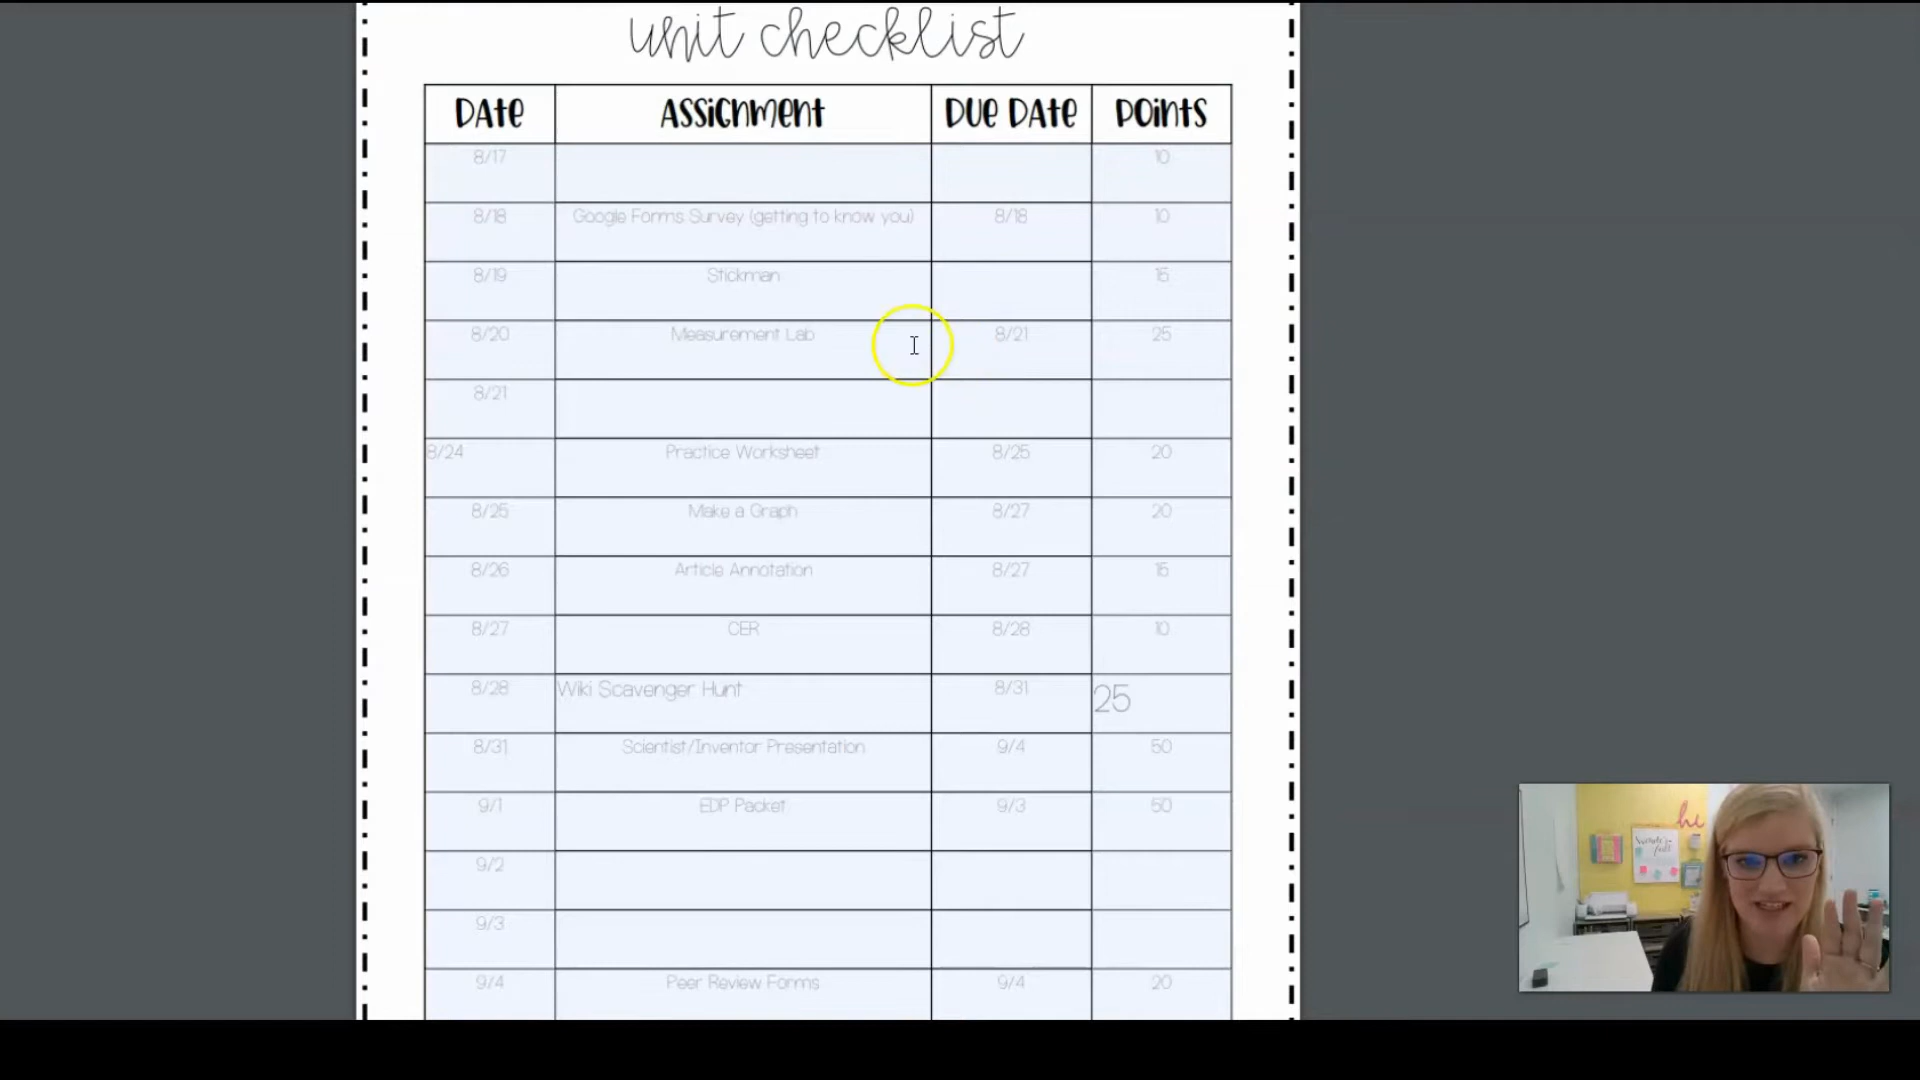 unit checklist
DATE ASSIGNMENT DUE DATE POINTS
8/17 10
8/18 Google Forms Survey (getting to know you) 8/18 10
8/19 Stickman 15
8/20 Measurement Lab 8/21 25
8/21
8/24 Practice Worksheet 8/25 20
8/25 Make a Graph 8/27 20
8/26 Article Annotation 8/27 15
8/27 CER 8/28 10
8/28 Wiki Scavenger Hunt 8/31 25
8/31 Scientist/Inventor Presentation 9/4 50
9/1 EDP Packet 9/3 50
9/2
9/3
9/4 Peer Review Forms 9/4 20
hi